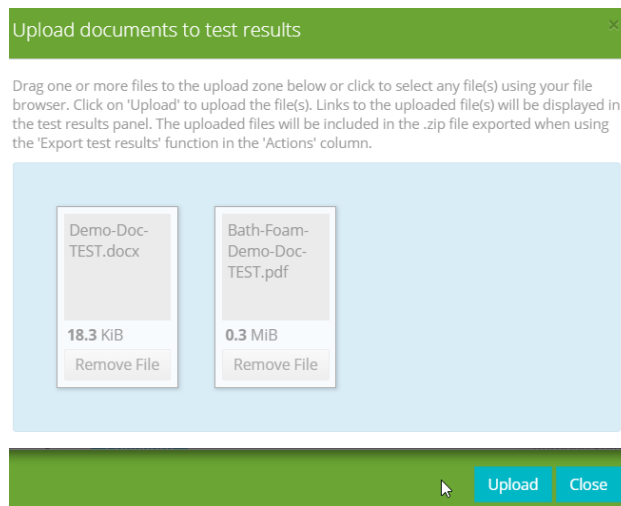 Upload documents to test results
×
Drag one or more files to the upload zone below or click to select any file(s) using your file
browser. Click on 'Upload' to upload the file(s). Links to the uploaded file(s) will be displayed in
the test results panel. The uploaded files will be included in the .zip file exported when using
the 'Export test results' function in the 'Actions' column.
Demo-Doc-
TEST.docx
18.3 KiB
Remove File
Bath-Foam-
Demo-Doc-
TEST.pdf
0.3 MiB
Remove File
Upload
Close